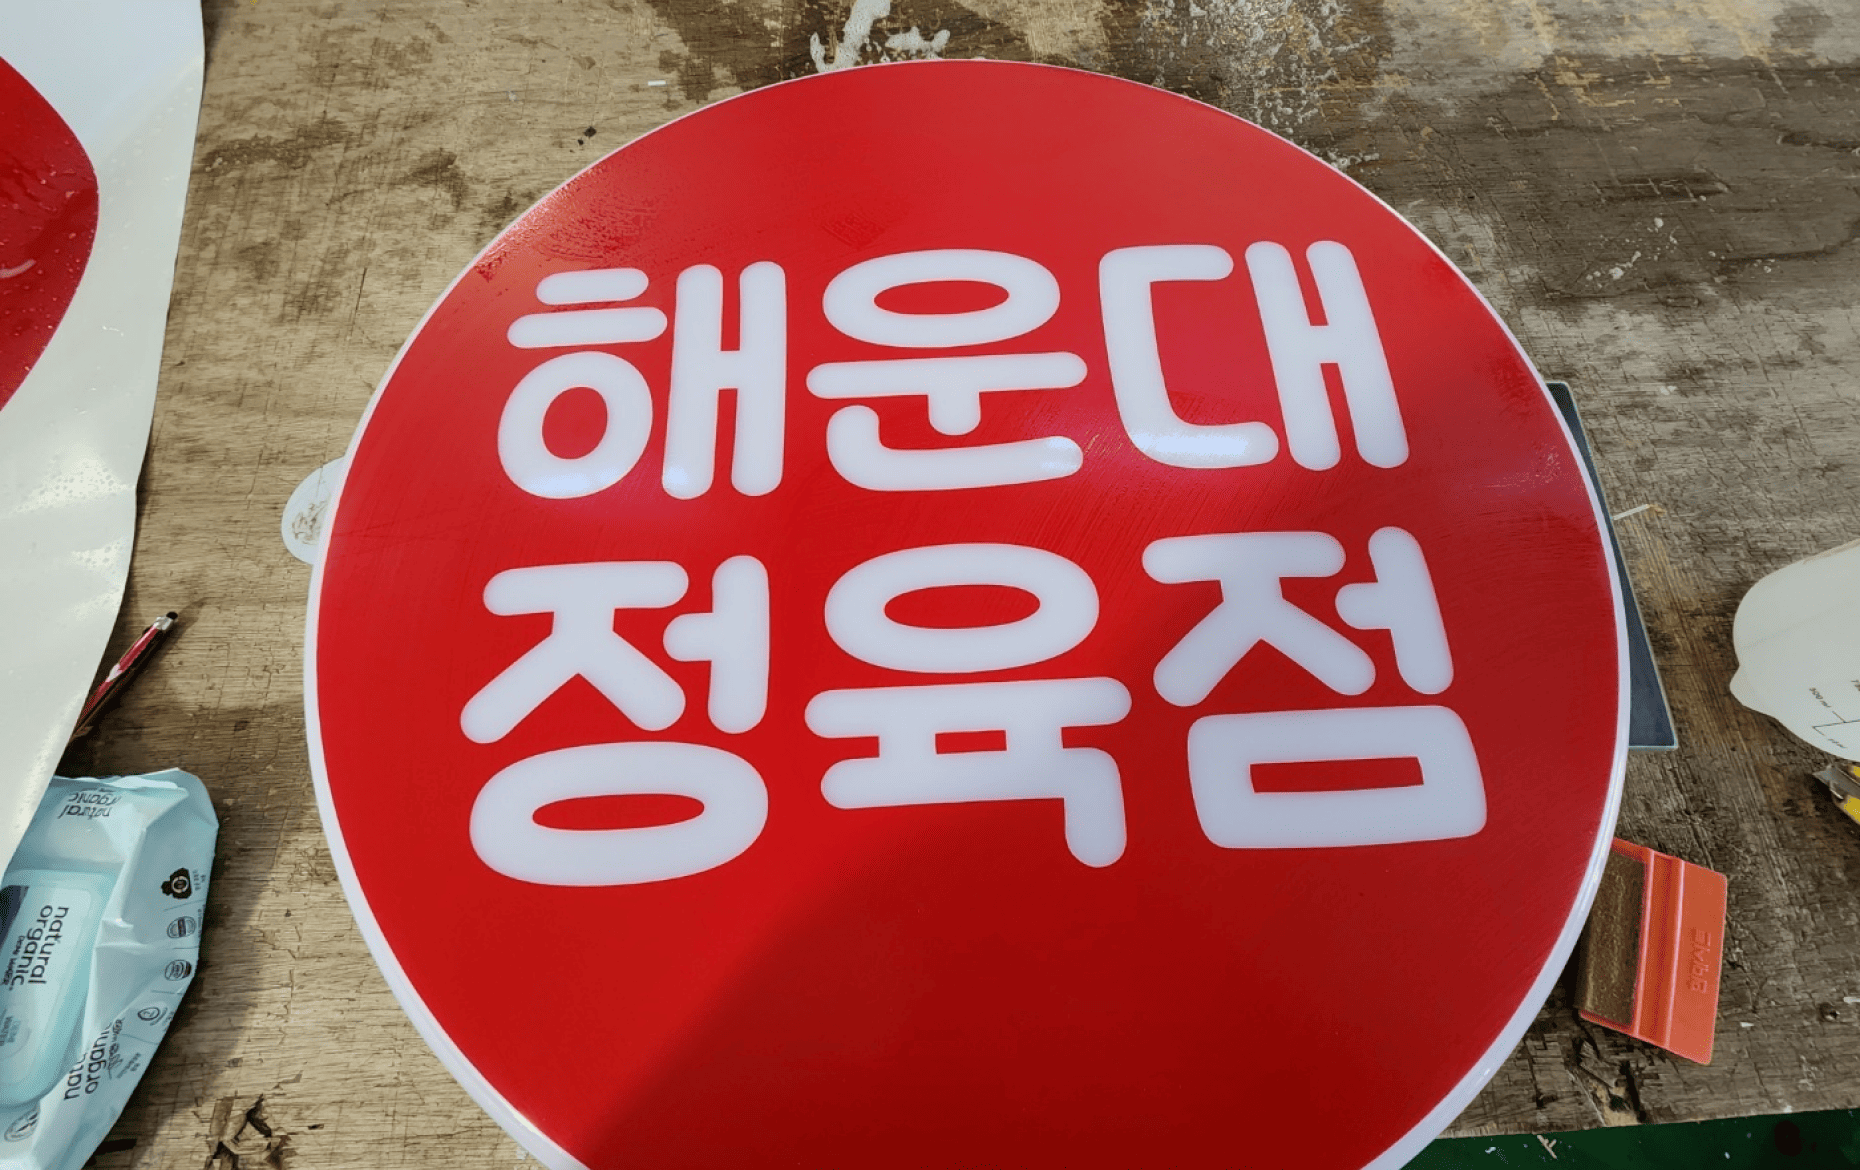 해운대
정육점
natural
organic
natural
organic